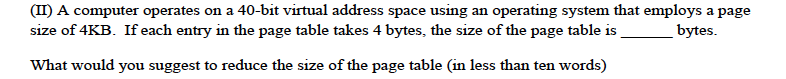 (II) A computer operates on a 40-bit virtual address space using an operating system that employs a page
size of 4KB.  If each entry in the page table takes 4 bytes, the size of the page table is ______ bytes.
What would you suggest to reduce the size of the page table (in less than ten words)